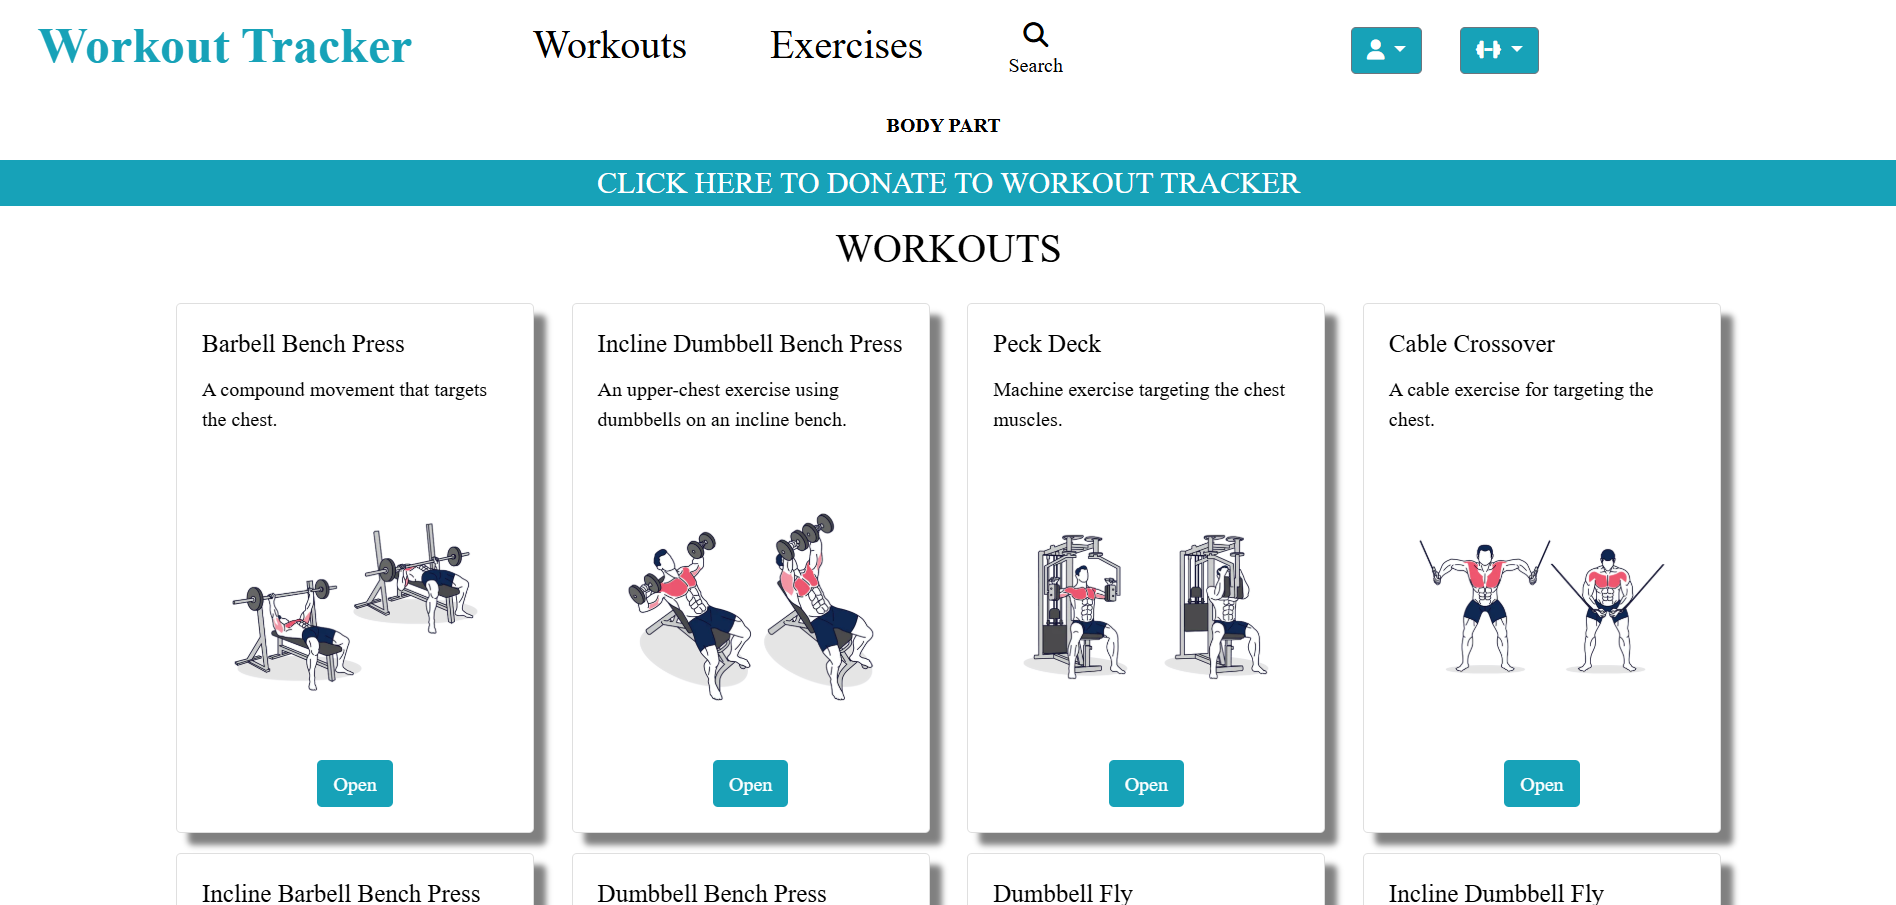 Workout Tracker
Workouts
Exercises
Search
BODY PART
CLICK HERE TO DONATE TO WORKOUT TRACKER
WORKOUTS
Barbell Bench Press
A compound movement that targets
the chest.
Open
Incline Dumbbell Bench Press
An upper-chest exercise using
dumbbells on an incline bench.
Open
Peck Deck
Machine exercise targeting the chest
muscles.
Open
Cable Crossover
A cable exercise for targeting the
chest.
Open
Incline Barbell Bench Press
Dumbbell Bench Press
Dumbbell Fly
Incline Dumbbell Fly